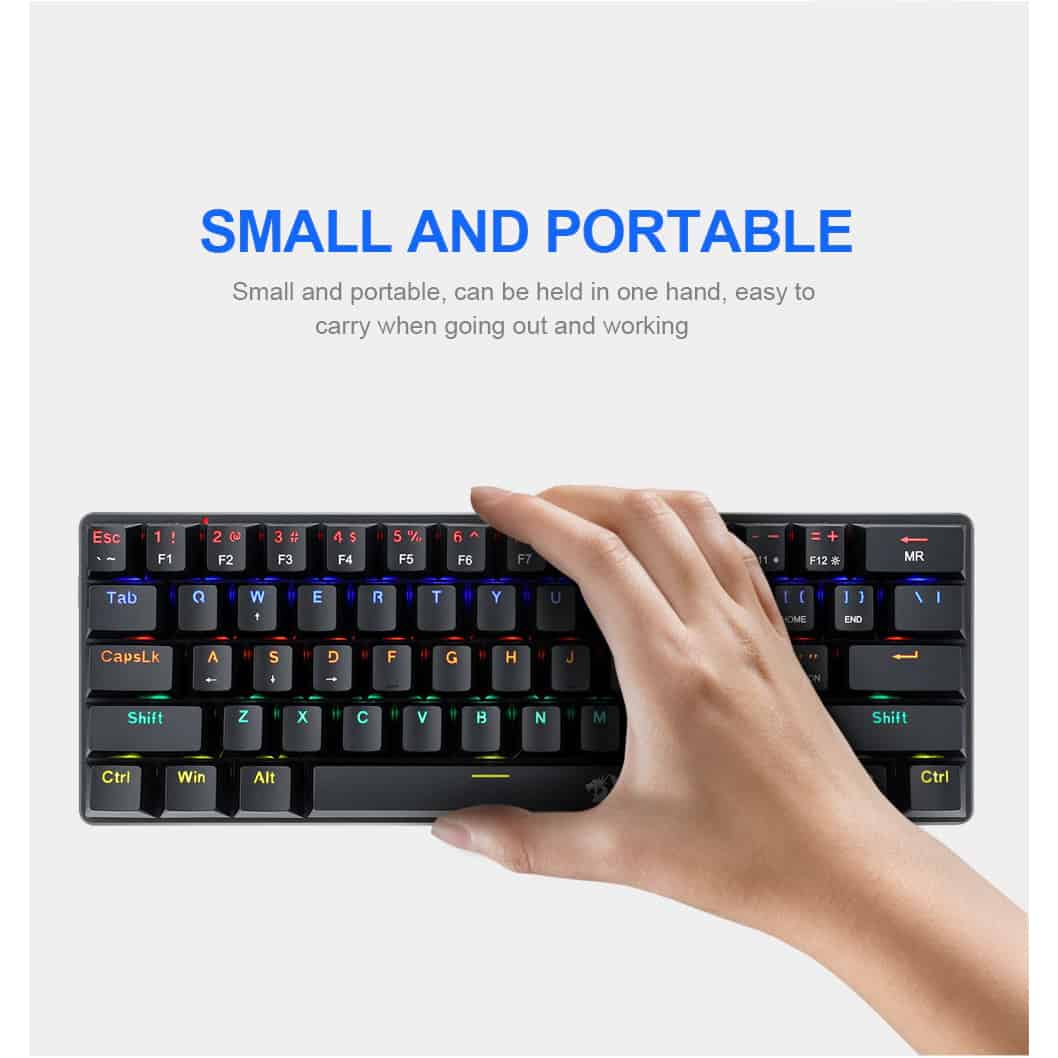 SMALL AND PORTABLE
Small and portable, can be held in one hand, easy to
carry when going out and working
Esc 1 ! 2 @ 3 # 4 $ 5 % 6 ^ - - = + ←
` ~ F1 F2 F3 F4 F5 F6 F7 F12 MR
Tab Q W E R T Y U [ { ] } \ |
↑ END
CapsLk A S D F G H J
← ↓ →
Shift Z X C V B N M Shift
Ctrl Win Alt Ctrl